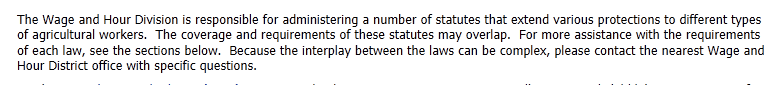 The Wage and Hour Division is responsible for administering a number of statutes that extend various protections to different types
of agricultural workers.  The coverage and requirements of these statutes may overlap.  For more assistance with the requirements
of each law, see the sections below.  Because the interplay between the laws can be complex, please contact the nearest Wage and
Hour District office with specific questions.